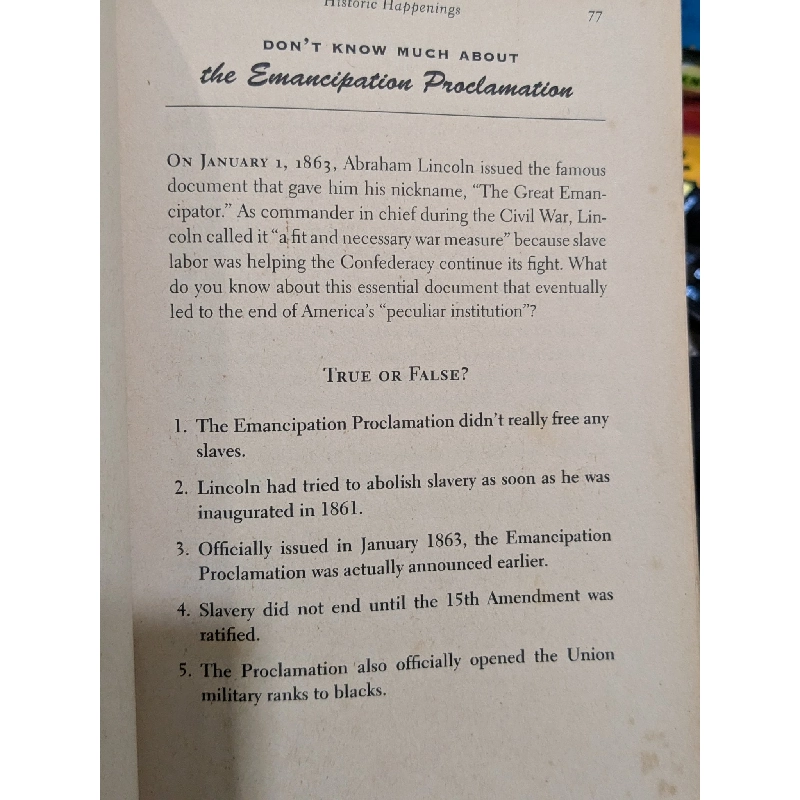 Historic Happenings
77
DON'T KNOW MUCH ABOUT
the Emancipation Proclamation
ON JANUARY 1, 1863, Abraham Lincoln issued the famous
document that gave him his nickname, "The Great Eman-
cipator." As commander in chief during the Civil War, Lin-
coln called it "a fit and necessary war measure" because slave
labor was helping the Confederacy continue its fight. What
do you know about this essential document that eventually
led to the end of America's "peculiar institution"?
TRUE OR FALSE?
1. The Emancipation Proclamation didn't really free any
slaves.
2. Lincoln had tried to abolish slavery as soon as he was
inaugurated in 1861.
3. Officially issued in January 1863, the Emancipation
Proclamation was actually announced earlier.
4. Slavery did not end until the 15th Amendment was
ratified.
5. The Proclamation also officially opened the Union
military ranks to blacks.